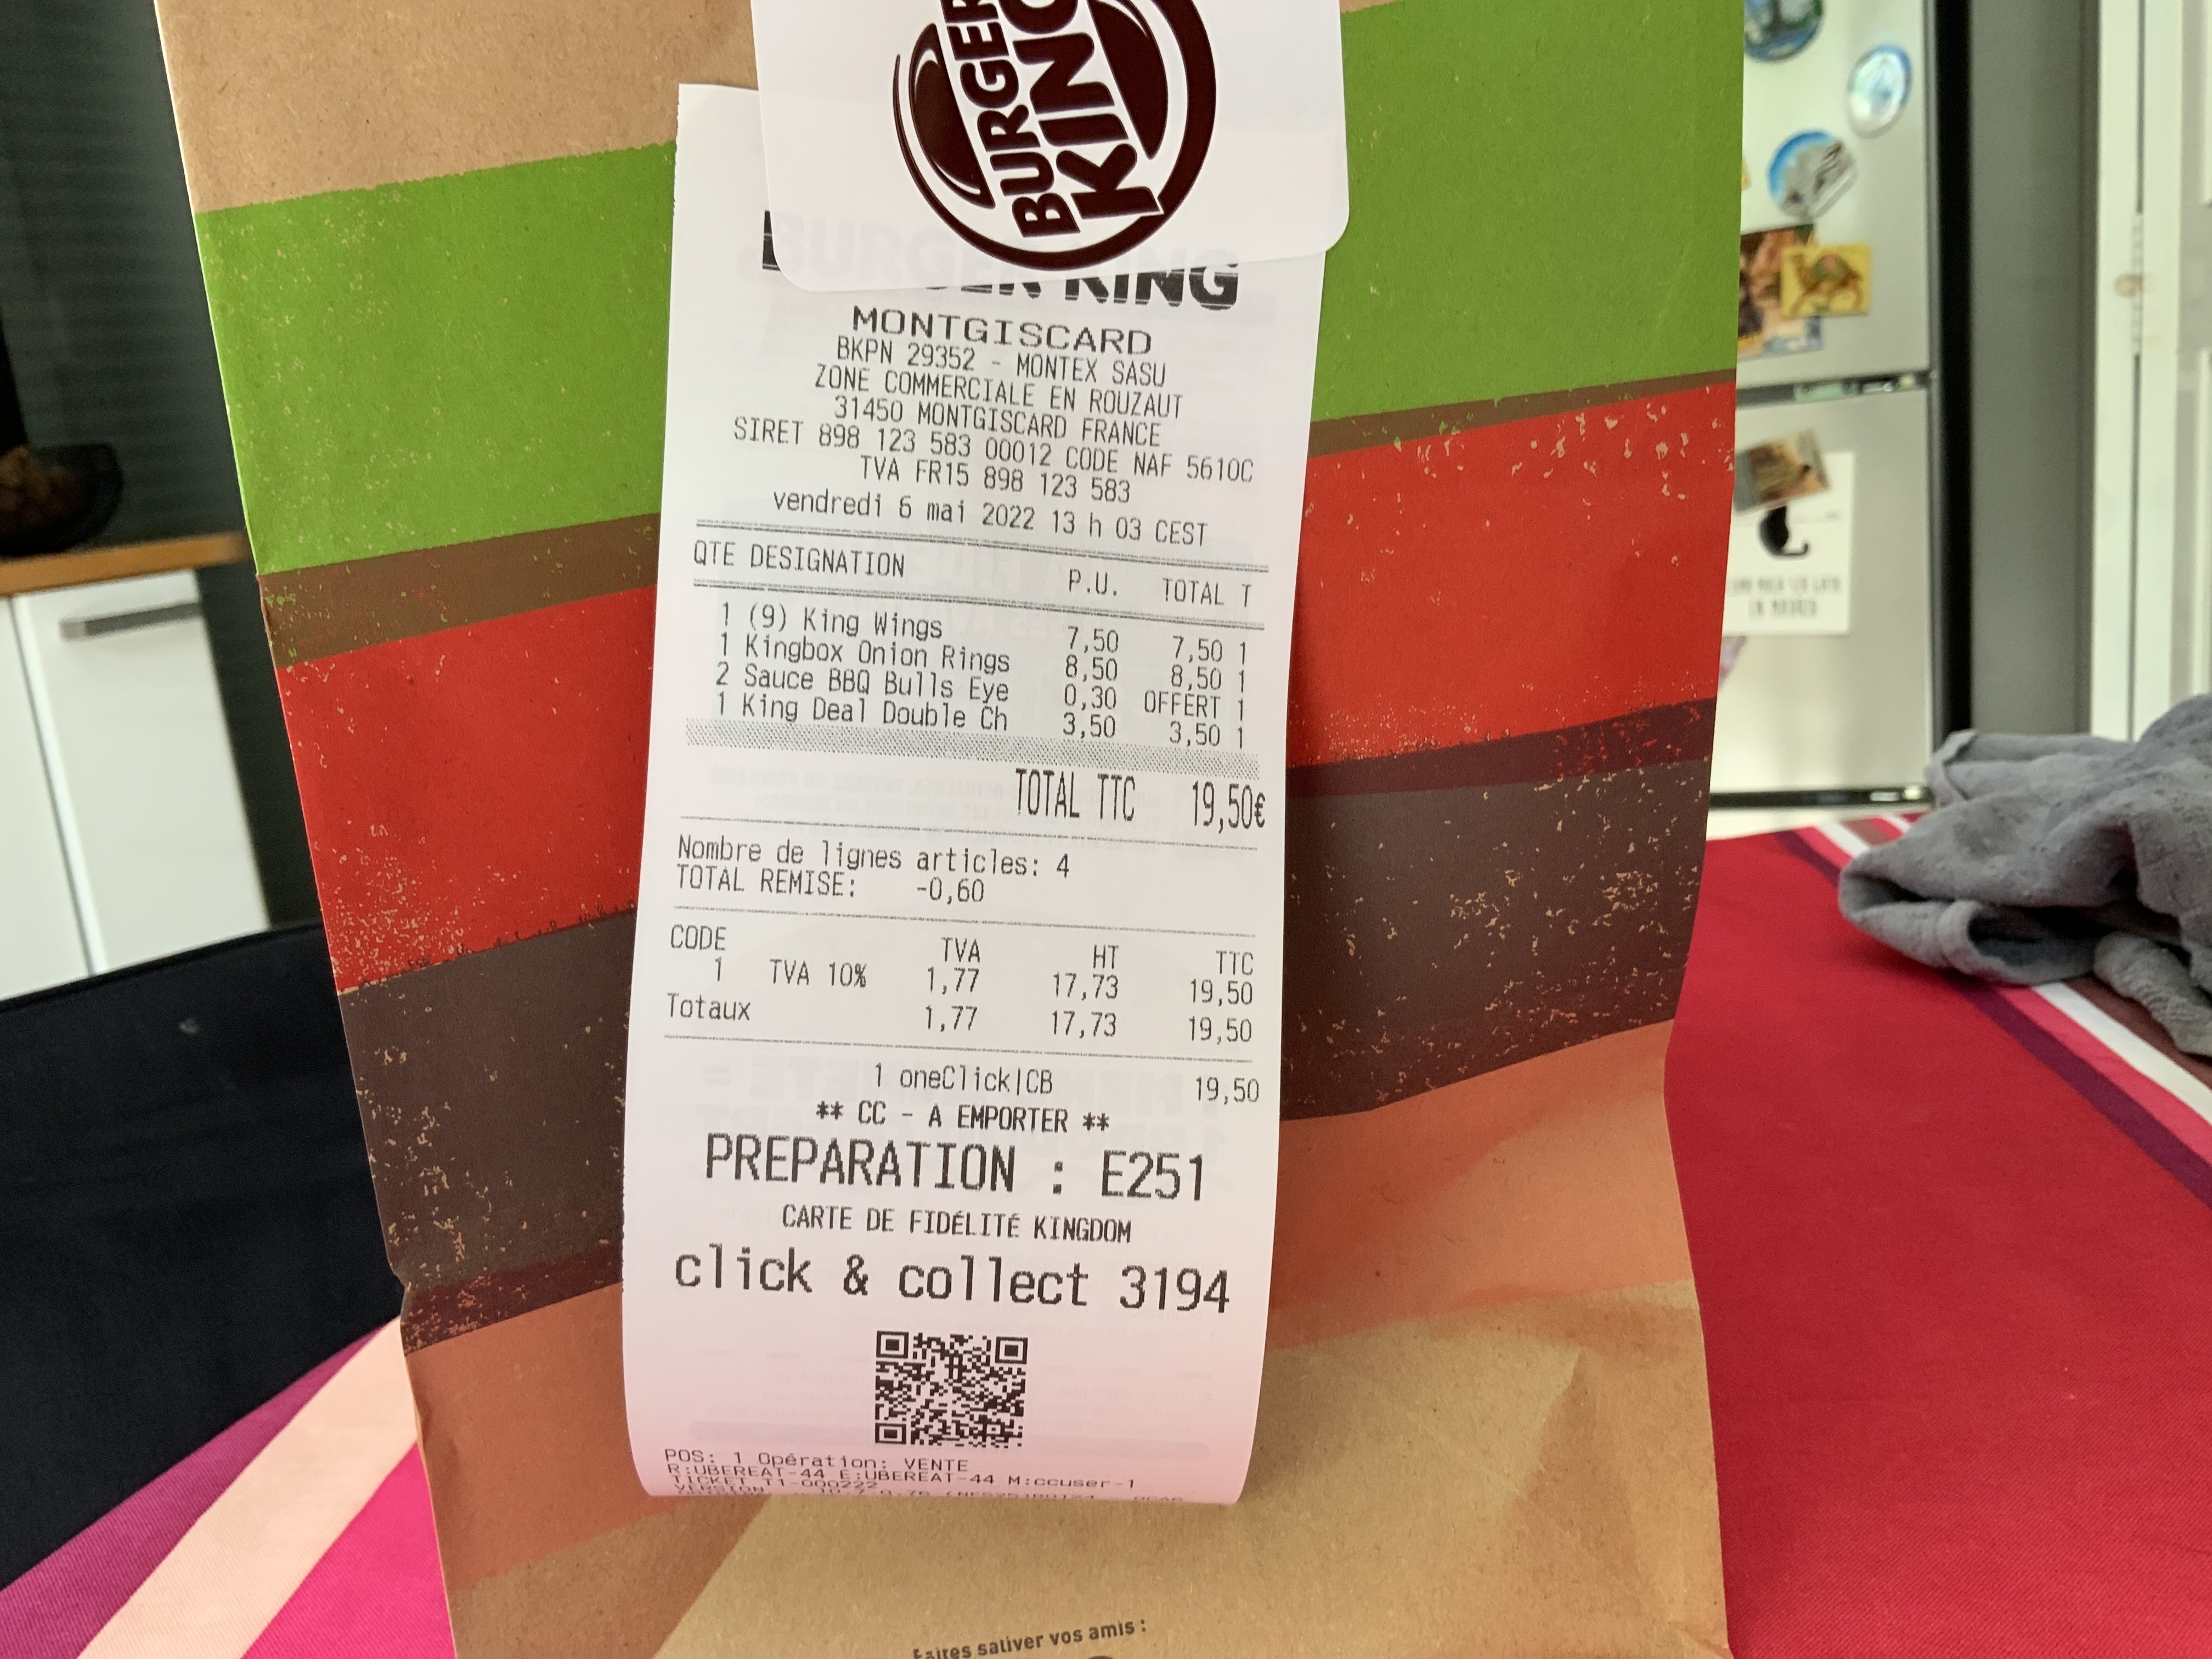 BURGER
KING
KING
MONTGISCARD
BKPN 29352 - MONTEX SASU
ZONE COMMERCIALE EN ROUZAUT
31450 MONTGISCARD FRANCE
SIRET 898 123 583 00012 CODE NAF 5610C
TVA FR15 898 123 583
vendredi 6 mai 2022 13 h 03 CEST
QTE DESIGNATION P.U. TOTAL T
1 (9) King Wings 7,50 7,50 1
1 Kingbox Onion Rings 8,50 8,50 1
2 Sauce BBQ Bulls Eye 0,30 OFFERT 1
1 King Deal Double Ch 3,50 3,50 1
TOTAL TTC 19,50€
Nombre de lignes articles: 4
TOTAL REMISE: -0,60
CODE TVA HT TTC
1 TVA 10% 1,77 17,73 19,50
Totaux 1,77 17,73 19,50
1 oneClick|CB 19,50
** CC - A EMPORTER **
PREPARATION : E251
CARTE DE FIDÉLITÉ KINGDOM
click & collect 3194
POS: 1 Opération: VENTE
R:UBEREAT-44 E:UBEREAT-44 M:ccuser-1
TICKET T1-000222
VERSION
Faites saliver vos amis :